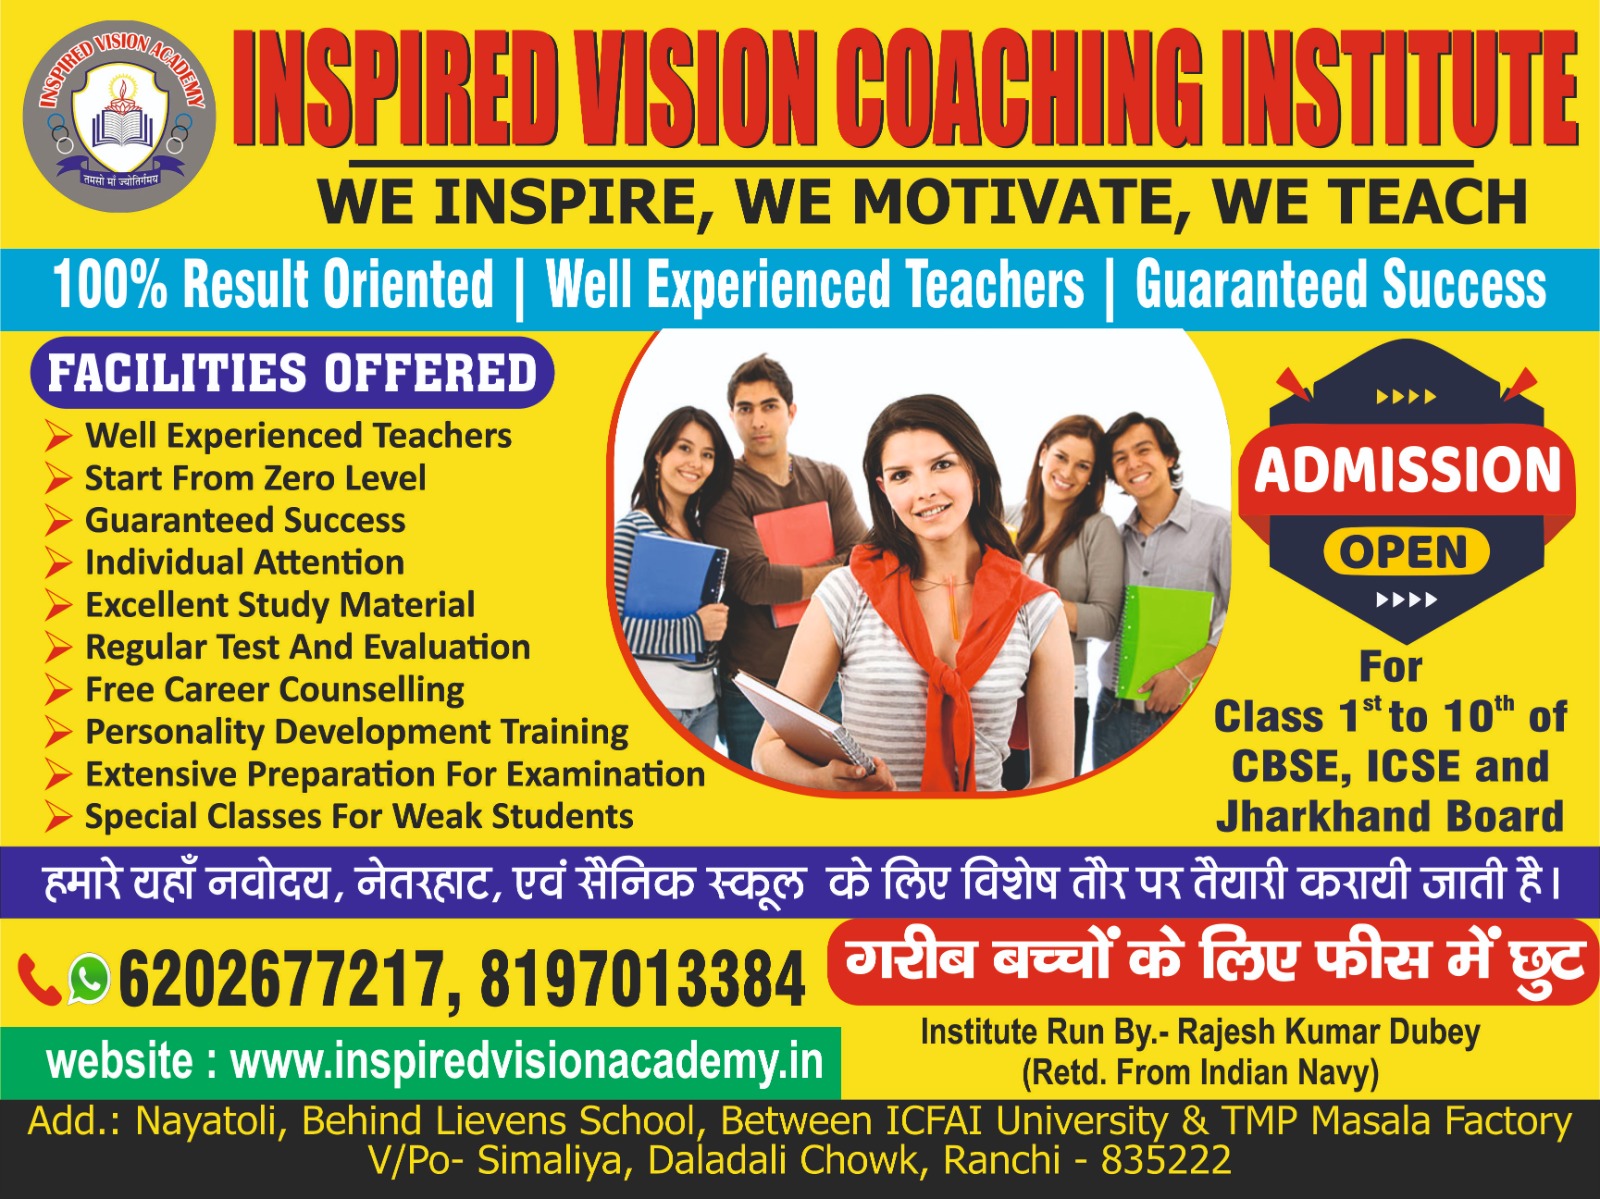 INSPIRED VISION ACADEMY
तमसो माँ ज्योतिर्गमय
INSPIRED VISION COACHING INSTITUTE
WE INSPIRE, WE MOTIVATE, WE TEACH
100% Result Oriented | Well Experienced Teachers | Guaranteed Success
FACILITIES OFFERED
Well Experienced Teachers
Start From Zero Level
Guaranteed Success
Individual Attention
Excellent Study Material
Regular Test And Evaluation
Free Career Counselling
Personality Development Training
Extensive Preparation For Examination
Special Classes For Weak Students
ADMISSION
OPEN
For
Class 1st to 10th of
CBSE, ICSE and
Jharkhand Board
हमारे यहाँ नवोदय, नेतरहाट, एवं सैनिक स्कूल के लिए विशेष तौर पर तैयारी करायी जाती है।
6202677217, 8197013384
गरीब बच्चों के लिए फीस में छुट
website : www.inspiredvisionacademy.in
Institute Run By.- Rajesh Kumar Dubey
(Retd. From Indian Navy)
Add.: Nayatoli, Behind Lievens School, Between ICFAI University & TMP Masala Factory
V/Po- Simaliya, Daladali Chowk, Ranchi - 835222